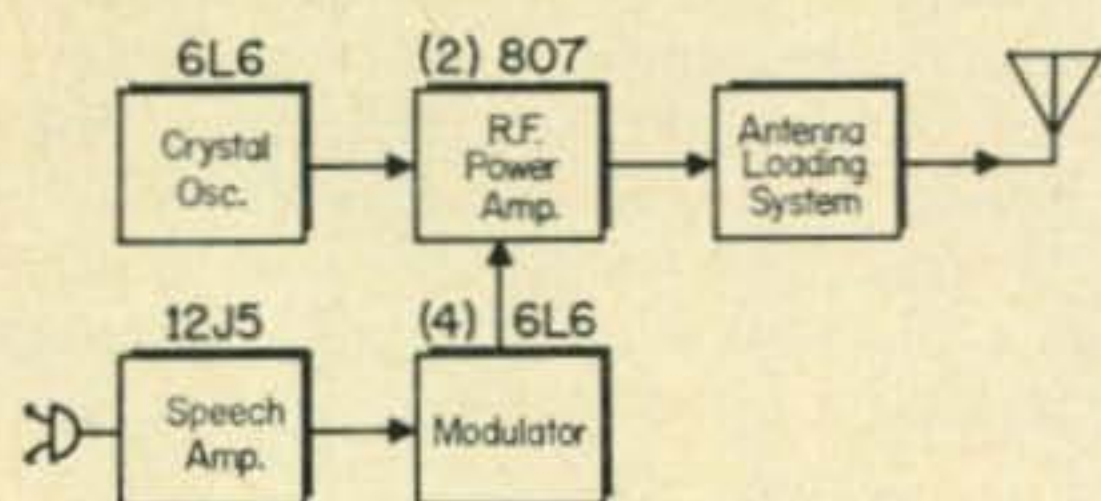 6L6
Crystal
Osc.
(2) 807
R.F.
Power
Amp.
Antenna
Loading
System
12J5
Speech
Amp.
(4) 6L6
Modulator